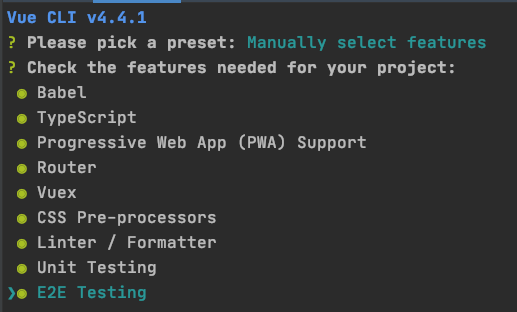 Vue CLI v4.4.1
? Please pick a preset: Manually select features
? Check the features needed for your project:
◉ Babel
◉ TypeScript
◉ Progressive Web App (PWA) Support
◉ Router
◉ Vuex
◉ CSS Pre-processors
◉ Linter / Formatter
◉ Unit Testing
❯◉ E2E Testing